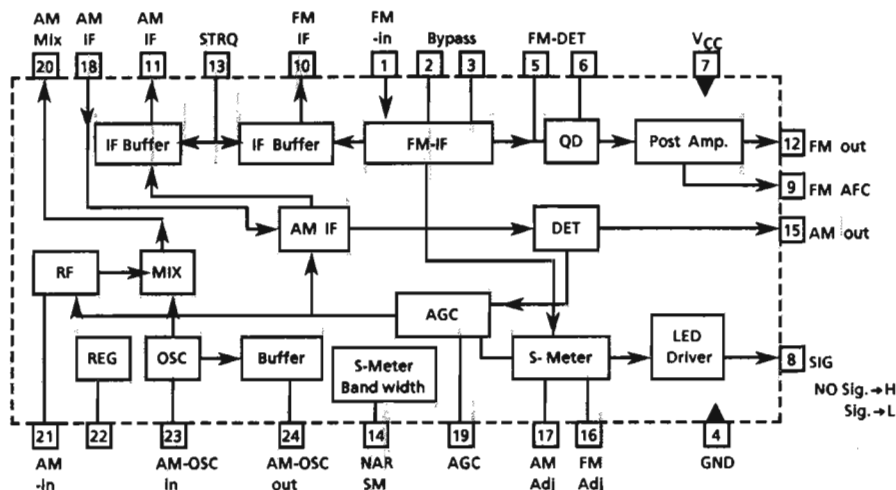 AM AM AM FM FM
Mix IF IF STRQ IF -in Bypass FM-DET VCC
20 18 11 13 10 1 2 3 5 6 7
IF Buffer IF Buffer FM-IF QD Post Amp. 12 FM out
9 FM AFC
AM IF DET 15 AM out
RF MIX
AGC
REG OSC Buffer S-Meter Band width S-Meter LED Driver 8 SIG
NO Sig.→H
Sig.→L
21 22 23 24 14 19 17 16 4
AM AM-OSC AM-OSC NAR AGC AM FM GND
-in in out SM Adj Adj